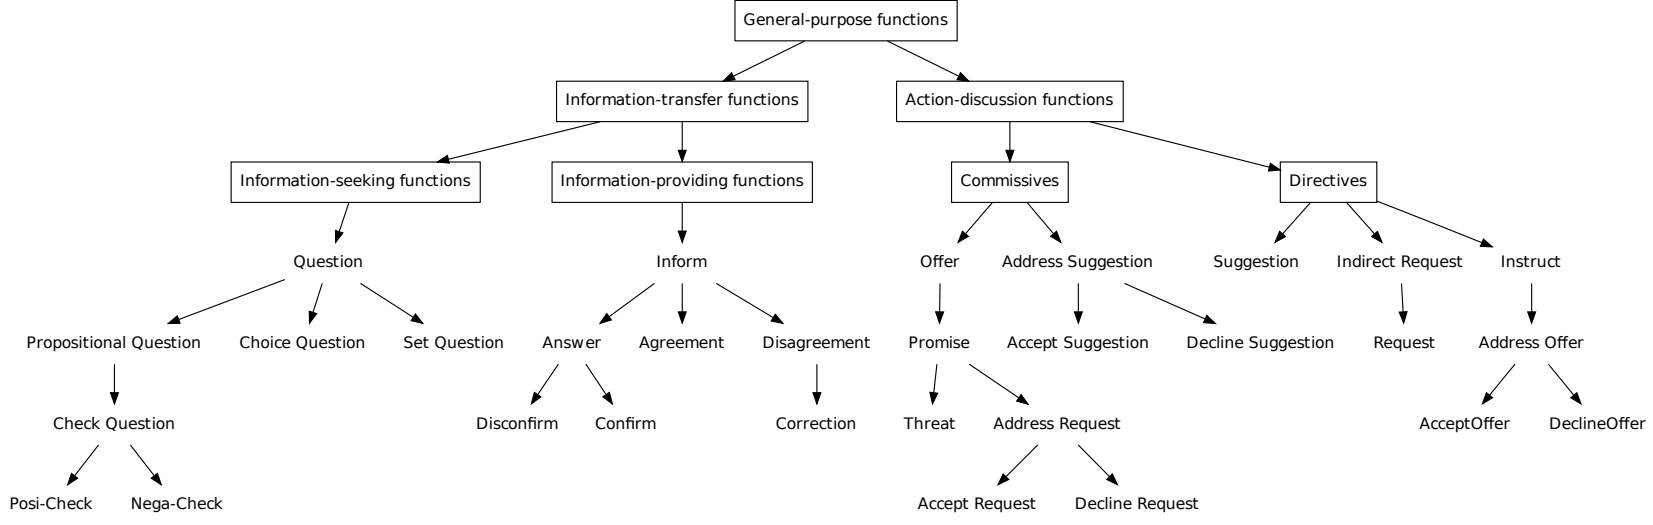 General-purpose functions
Information-transfer functions
Action-discussion functions
Information-seeking functions
Information-providing functions
Commissives
Directives
Question
Inform
Offer
Address Suggestion
Suggestion
Indirect Request
Instruct
Propositional Question
Choice Question
Set Question
Answer
Agreement
Disagreement
Promise
Accept Suggestion
Decline Suggestion
Request
Address Offer
Check Question
Disconfirm
Confirm
Correction
Threat
Address Request
AcceptOffer
DeclineOffer
Posi-Check
Nega-Check
Accept Request
Decline Request